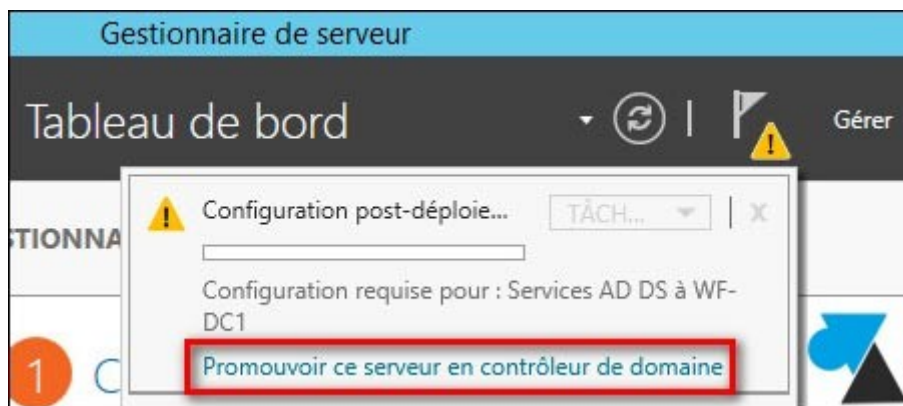 Gestionnaire de serveur
Tableau de bord
Gérer
Configuration post-déploie...
TÂCH...
x
STIONNA
Configuration requise pour : Services AD DS à WF-
DC1
1 C
Promouvoir ce serveur en contrôleur de domaine